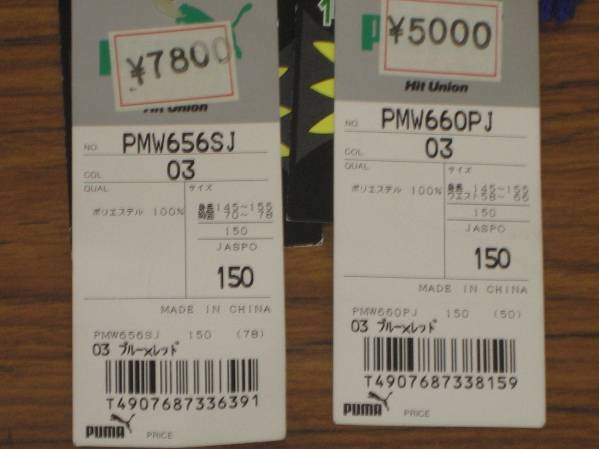 ¥7800
Hit Union
NO. PMW656SJ
COL. 03
QUAL サイズ
ポリエステル 100%
身長 145〜155
胸囲 70〜 78
150
JASPO
150
MADE IN CHINA
PMW656SJ 150 (78)
03 ブルー×レッド
T4907687336391
PUMA PRICE
1
¥5000
Hit Union
NO. PMW660PJ
COL. 03
QUAL サイズ
ポリエステル 100%
身長 145〜155
ウエスト58〜 66
150
JASPO
150
MADE IN CHINA
PMW660PJ 150 (50)
03 ブルー×レッド
T4907687338159
PUMA PRICE